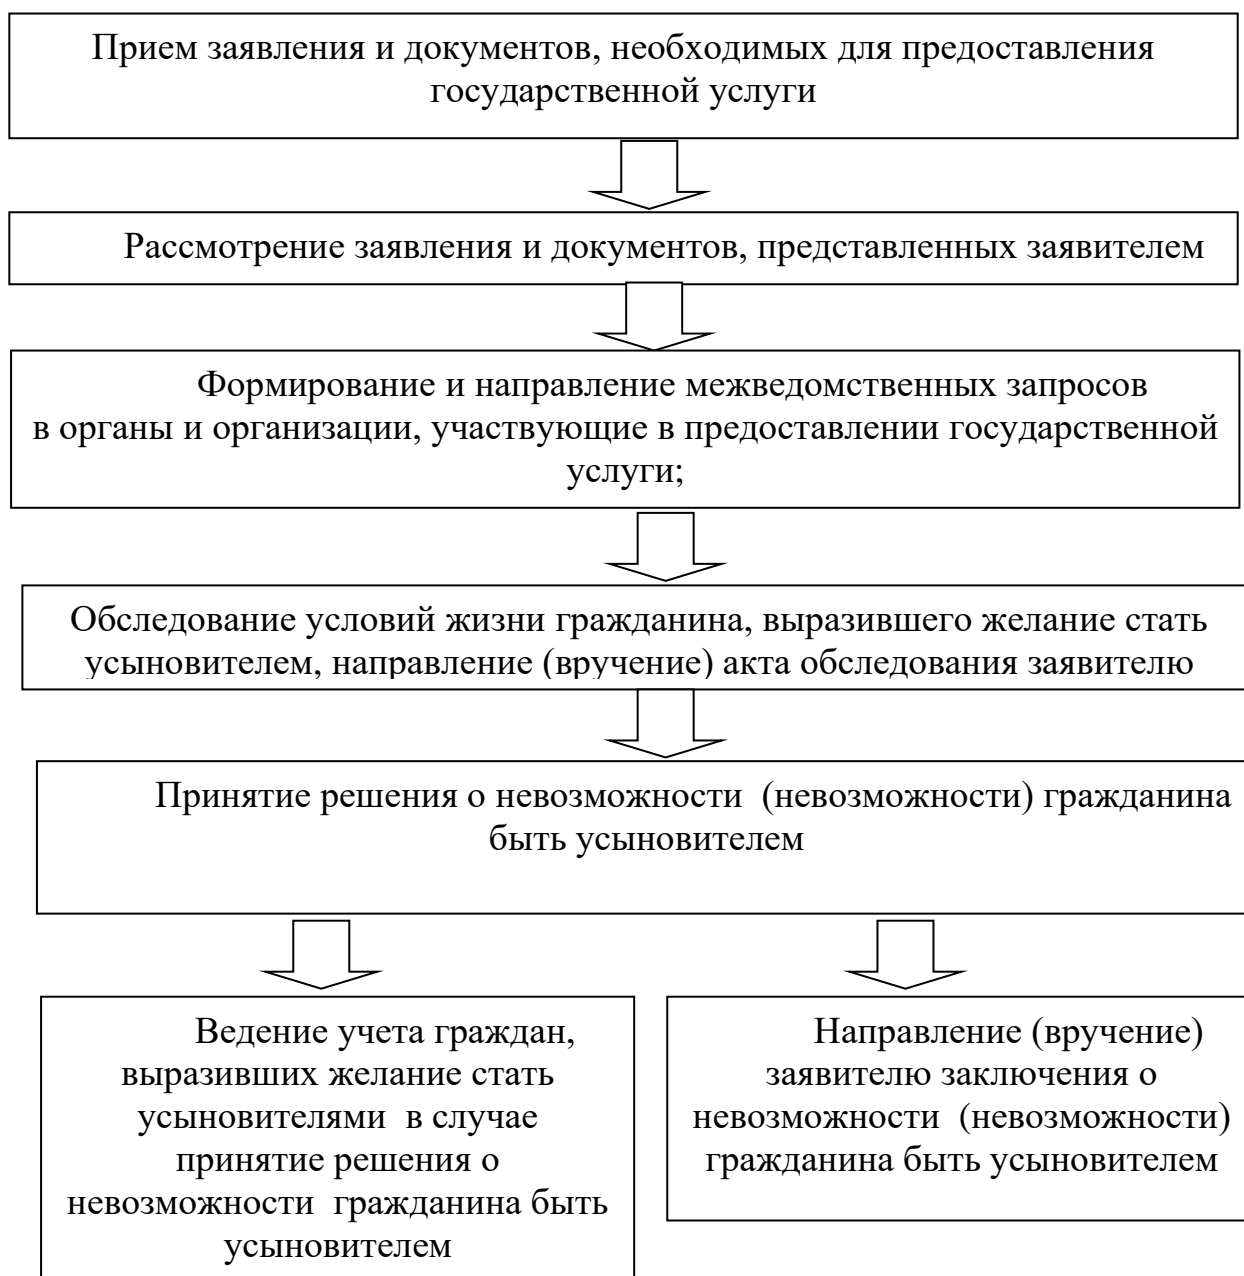 Прием заявления и документов, необходимых для предоставления
государственной услуги
Рассмотрение заявления и документов, представленных заявителем
Формирование и направление межведомственных запросов
в органы и организации, участвующие в предоставлении государственной
услуги;
Обследование условий жизни гражданина, выразившего желание стать
усыновителем, направление (вручение) акта обследования заявителю
Принятие решения о невозможности (невозможности) гражданина
быть усыновителем
Ведение учета граждан,
выразивших желание стать
усыновителями в случае
принятие решения о
невозможности гражданина быть
усыновителем
Направление (вручение)
заявителю заключения о
невозможности (невозможности)
гражданина быть усыновителем